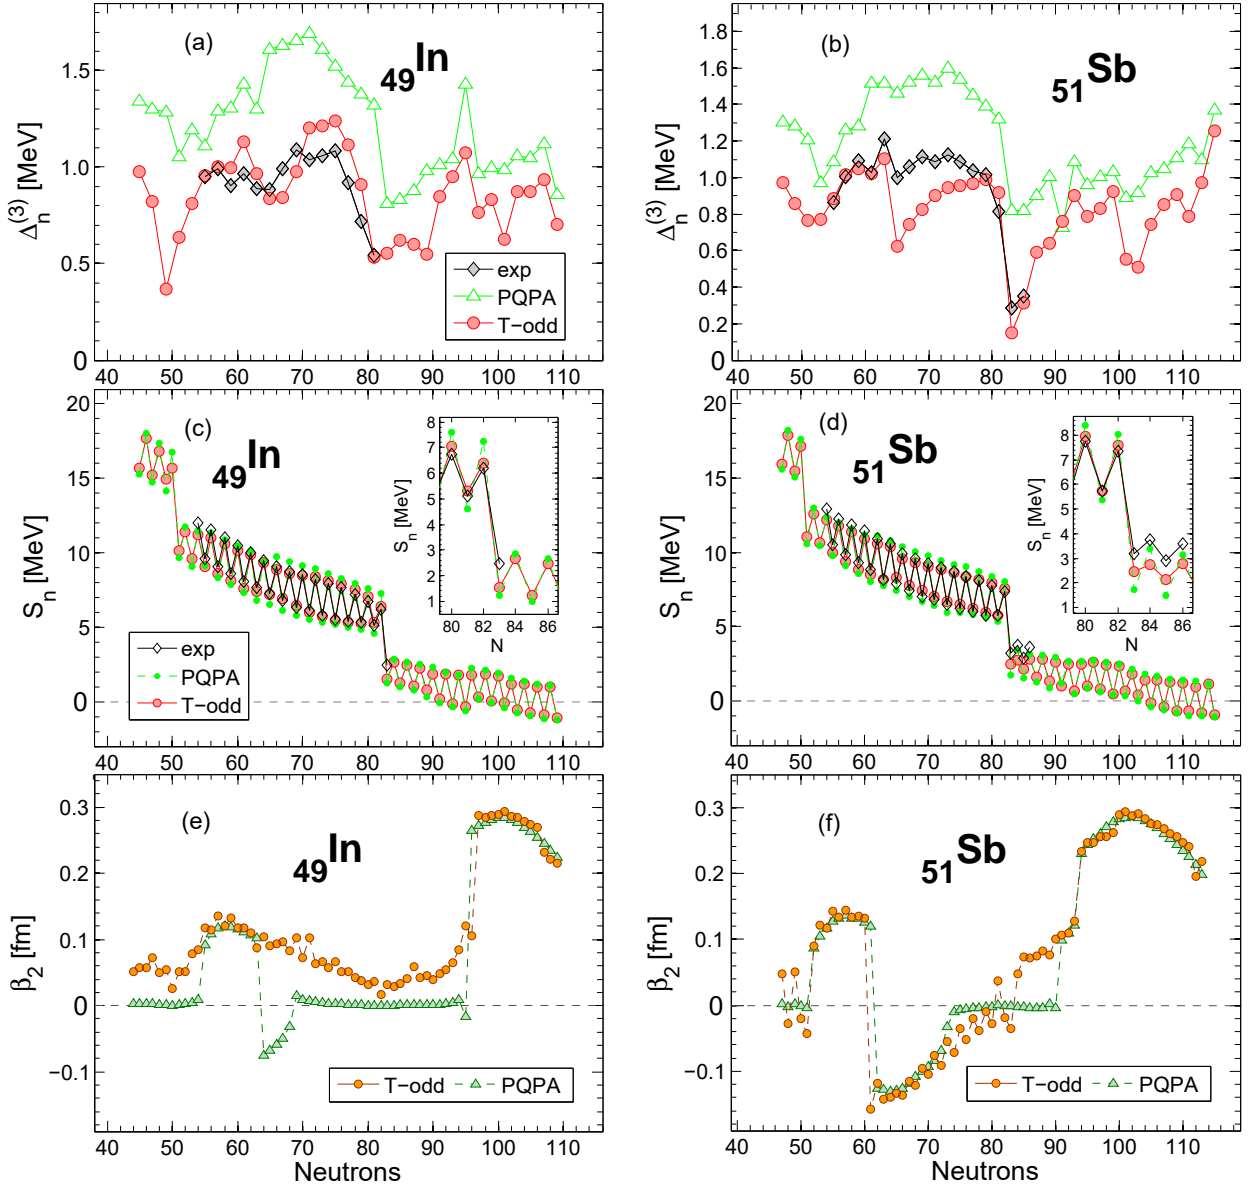 (a)
49In
Δn(3) [MeV]
1.5
1.0
0.5
0
exp
PQPA
T−odd
40 50 60 70 80 90 100 110
(b)
51Sb
Δn(3) [MeV]
1.8
1.6
1.4
1.2
1.0
0.8
0.6
0.4
0.2
0
exp
PQPA
T−odd
40 50 60 70 80 90 100 110
(c)
49In
Sn [MeV]
20
15
10
5
0
exp
PQPA
T−odd
Sn [MeV]
8
7
6
5
4
3
2
1
80 82 84 86
N
40 50 60 70 80 90 100 110
(d)
51Sb
Sn [MeV]
20
15
10
5
0
Sn [MeV]
8
7
6
5
4
3
2
1
80 82 84 86
N
40 50 60 70 80 90 100 110
(e)
49In
β2 [fm]
0.3
0.2
0.1
0
−0.1
T−odd PQPA
40 50 60 70 80 90 100 110
Neutrons
(f)
51Sb
β2 [fm]
0.3
0.2
0.1
0
−0.1
T−odd PQPA
40 50 60 70 80 90 100 110
Neutrons